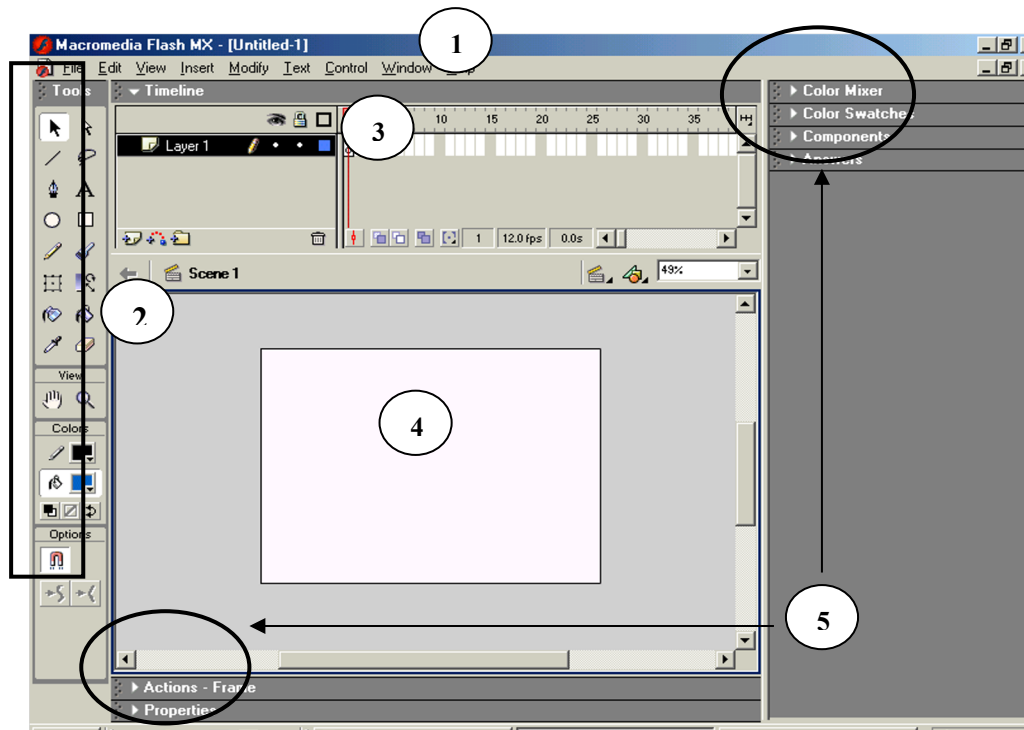 Macromedia Flash MX - [Untitled-1]
1
File Edit View Insert Modify Text Control Window Help
Tools
Timeline
Color Mixer
Color Swatches
Components
Answers
10 15 20 25 30 35
3
Layer 1
1 12.0 fps 0.0s
Scene 1
49%
2
View
4
Colors
Options
5
Actions - Frame
Properties